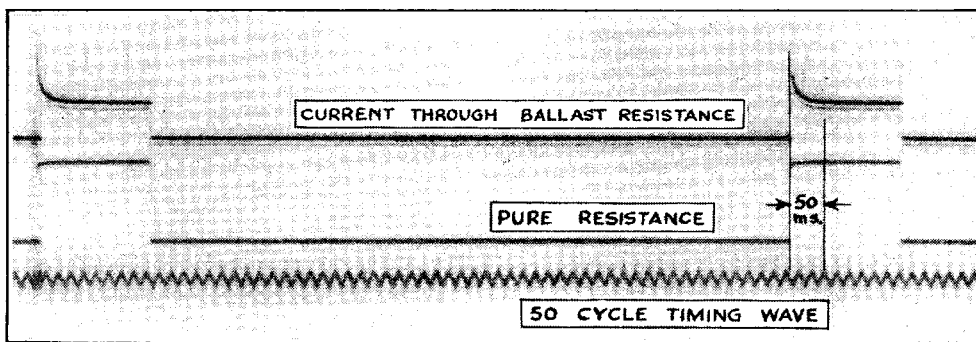 CURRENT THROUGH BALLAST RESISTANCE
PURE RESISTANCE
50
ms.
50 CYCLE TIMING WAVE